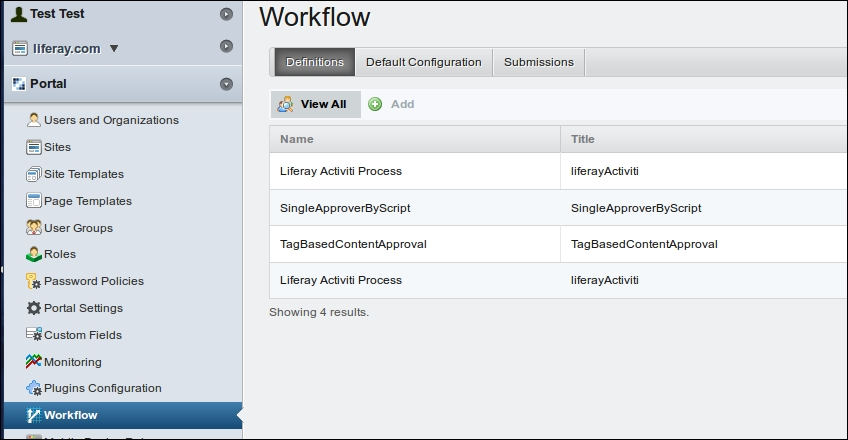 Test Test
liferay.com
Portal
Users and Organizations
Sites
Site Templates
Page Templates
User Groups
Roles
Password Policies
Portal Settings
Custom Fields
Monitoring
Plugins Configuration
Workflow
Workflow
Definitions Default Configuration Submissions
View All Add
Name Title
Liferay Activiti Process liferayActiviti
SingleApproverByScript SingleApproverByScript
TagBasedContentApproval TagBasedContentApproval
Liferay Activiti Process liferayActiviti
Showing 4 results.